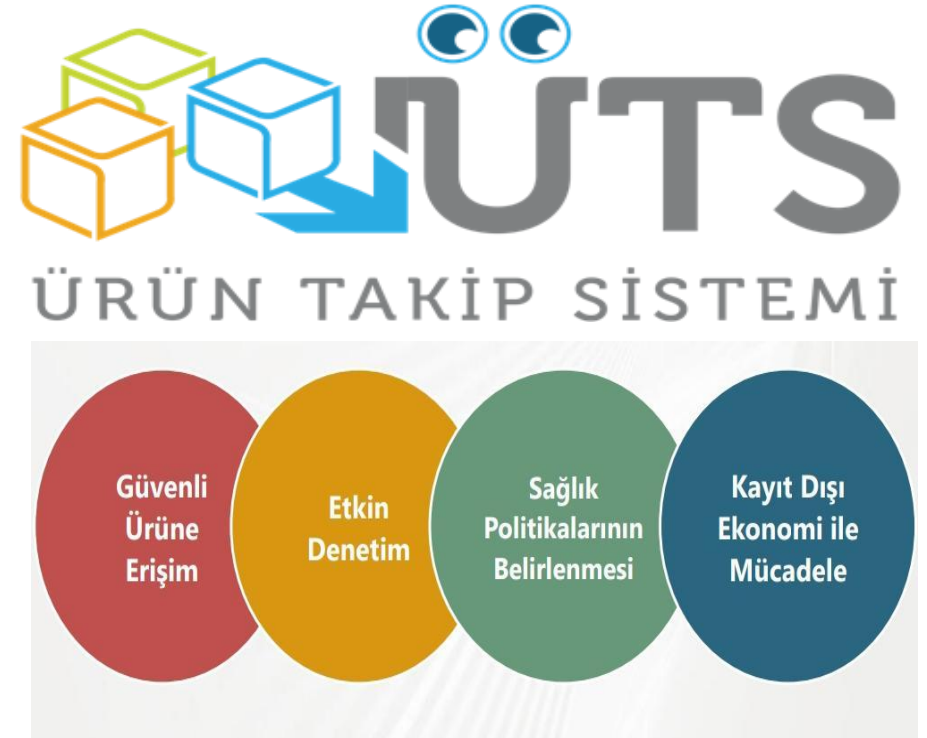 ÜTS
ÜRÜN TAKİP SİSTEMİ
Güvenli
Ürüne
Erişim
Etkin
Denetim
Sağlık
Politikalarının
Belirlenmesi
Kayıt Dışı
Ekonomi ile
Mücadele